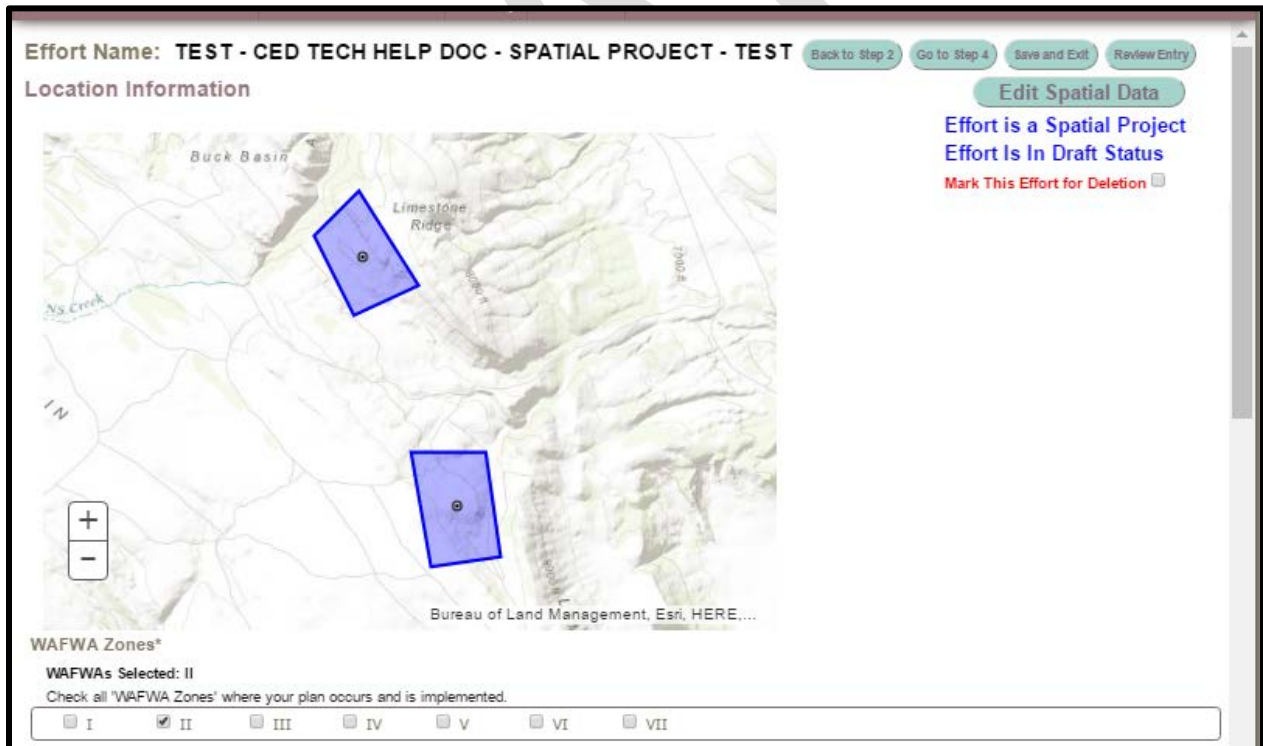 Effort Name: TEST - CED TECH HELP DOC - SPATIAL PROJECT - TEST Back to Step 2 Go to Step 4 Save and Exit Review Entry
Location Information
Edit Spatial Data
Effort is a Spatial Project
Effort Is In Draft Status
Mark This Effort for Deletion
Buck Basin
Limestone
Ridge
7000 ft
IN
+
−
Bureau of Land Management, Esri, HERE,...
WAFWA Zones*
WAFWAs Selected: II
Check all 'WAFWA Zones' where your plan occurs and is implemented.
I II III IV V VI VII